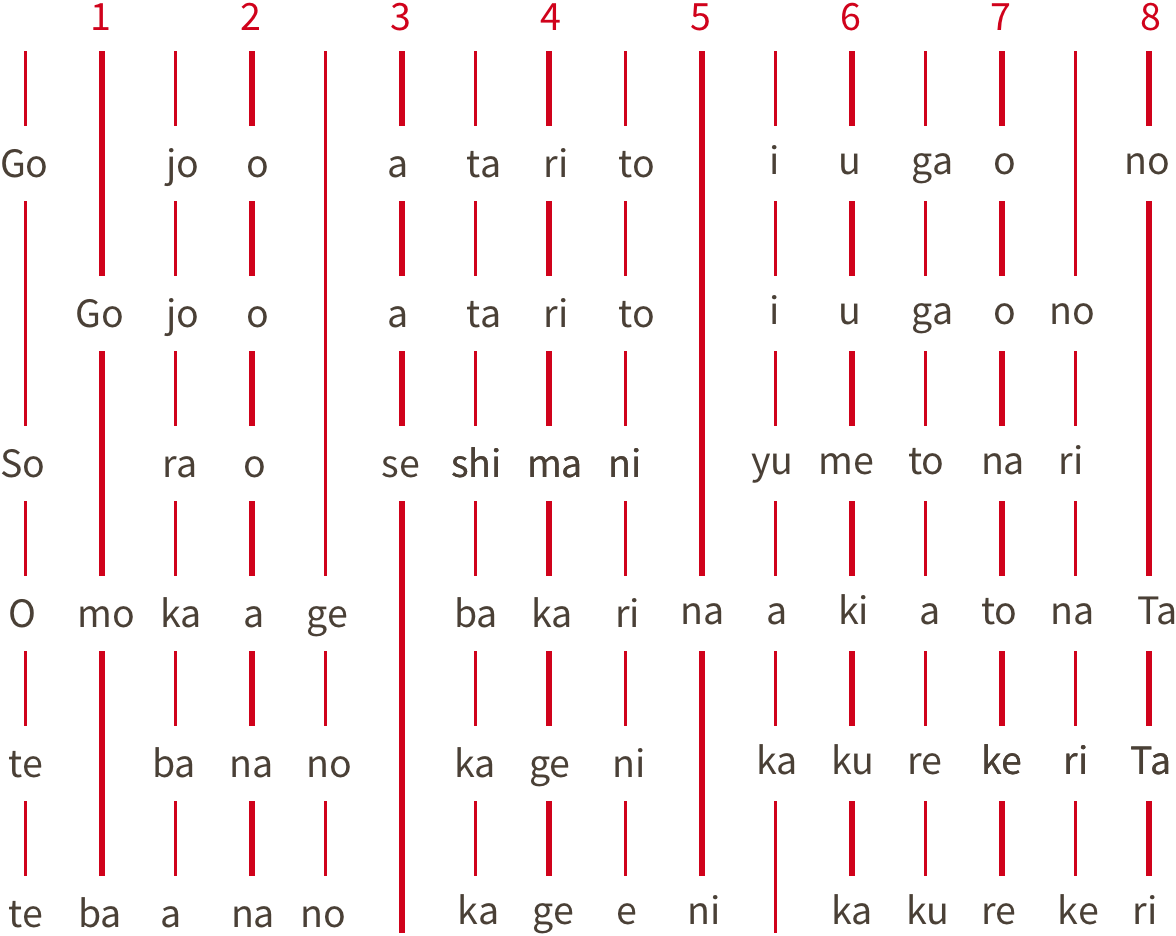 1 2 3 4 5 6 7 8
Go jo o a ta ri to i u ga o no
Go jo o a ta ri to i u ga o no
So ra o se shi ma ni yu me to na ri
O mo ka a ge ba ka ri na a ki a to na Ta
te ba na no ka ge ni ka ku re ke ri Ta
te ba a na no ka ge e ni ka ku re ke ri